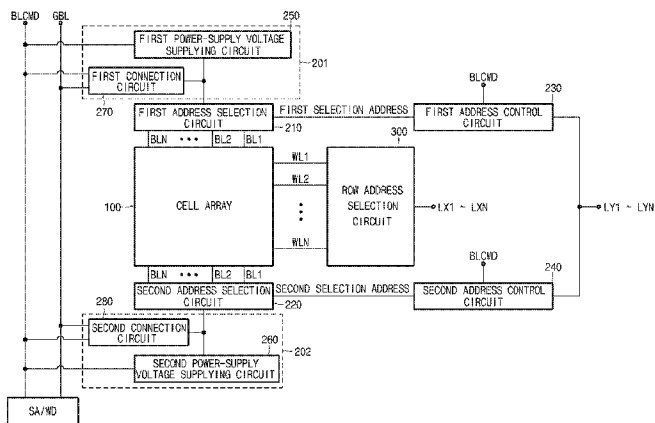 BLCMD GBL
250
FIRST POWER-SUPPLY VOLTAGE
SUPPLYING CIRCUIT
201
FIRST CONNECTION
CIRCUIT
270
BLCMD
230
FIRST ADDRESS SELECTION
CIRCUIT
210
FIRST SELECTION ADDRESS
FIRST ADDRESS CONTROL
CIRCUIT
300
BLN ••• BL2 BL1
100
CELL ARRAY
WL1
WL2
WLN
ROW ADDRESS
SELECTION
CIRCUIT
LX1 ~ LXN
LY1 ~ LYN
BLN ••• BL2 BL1
BLCMD
240
SECOND ADDRESS SELECTION
CIRCUIT
220
SECOND SELECTION ADDRESS
SECOND ADDRESS CONTROL
CIRCUIT
280
SECOND CONNECTION
CIRCUIT
260
202
SECOND POWER-SUPPLY
VOLTAGE SUPPLYING CIRCUIT
SA/WD